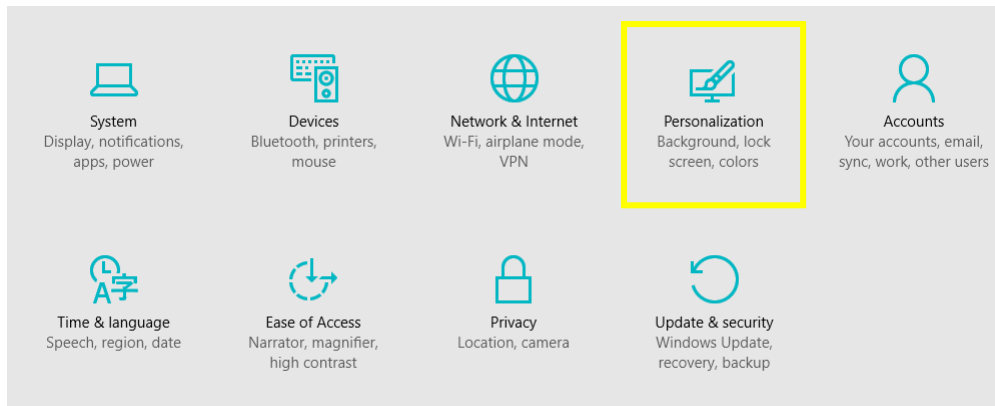 System
Display, notifications,
apps, power
Devices
Bluetooth, printers,
mouse
Network & Internet
Wi-Fi, airplane mode,
VPN
Personalization
Background, lock
screen, colors
Accounts
Your accounts, email,
sync, work, other users
A字
Time & language
Speech, region, date
Ease of Access
Narrator, magnifier,
high contrast
Privacy
Location, camera
Update & security
Windows Update,
recovery, backup